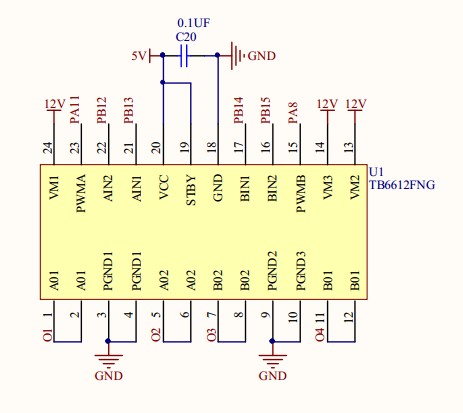 0.1UF
C20
5V
GND
12V
PA11
PB12
PB13
PB14
PB15
PA8
12V
12V
24
23
22
21
20
19
18
17
16
15
14
13
U1
TB6612FNG
VM1
PWMA
AIN2
AIN1
VCC
STBY
GND
BIN1
BIN2
PWMB
VM3
VM2
A01
A01
PGND1
PGND1
A02
A02
B02
B02
PGND2
PGND3
B01
B01
1
2
3
4
5
6
7
8
9
10
11
12
O1
O2
O3
O4
GND
GND